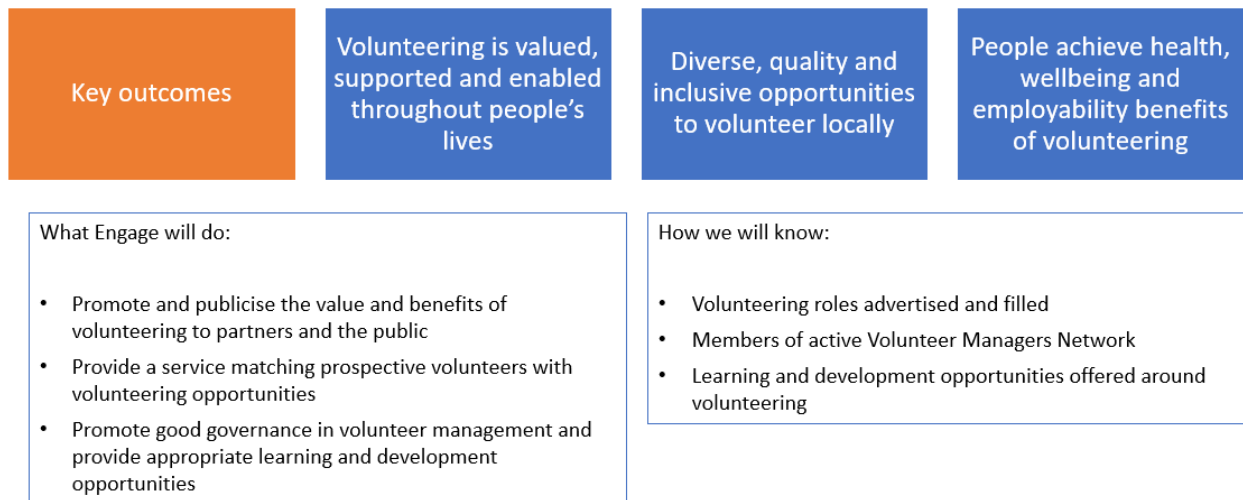 Key outcomes
Volunteering is valued,
supported and enabled
throughout people's
lives
Diverse, quality and
inclusive opportunities
to volunteer locally
People achieve health,
wellbeing and
employability benefits
of volunteering
What Engage will do:
• Promote and publicise the value and benefits of
volunteering to partners and the public
• Provide a service matching prospective volunteers with
volunteering opportunities
• Promote good governance in volunteer management and
provide appropriate learning and development
opportunities
How we will know:
• Volunteering roles advertised and filled
• Members of active Volunteer Managers Network
• Learning and development opportunities offered around
volunteering